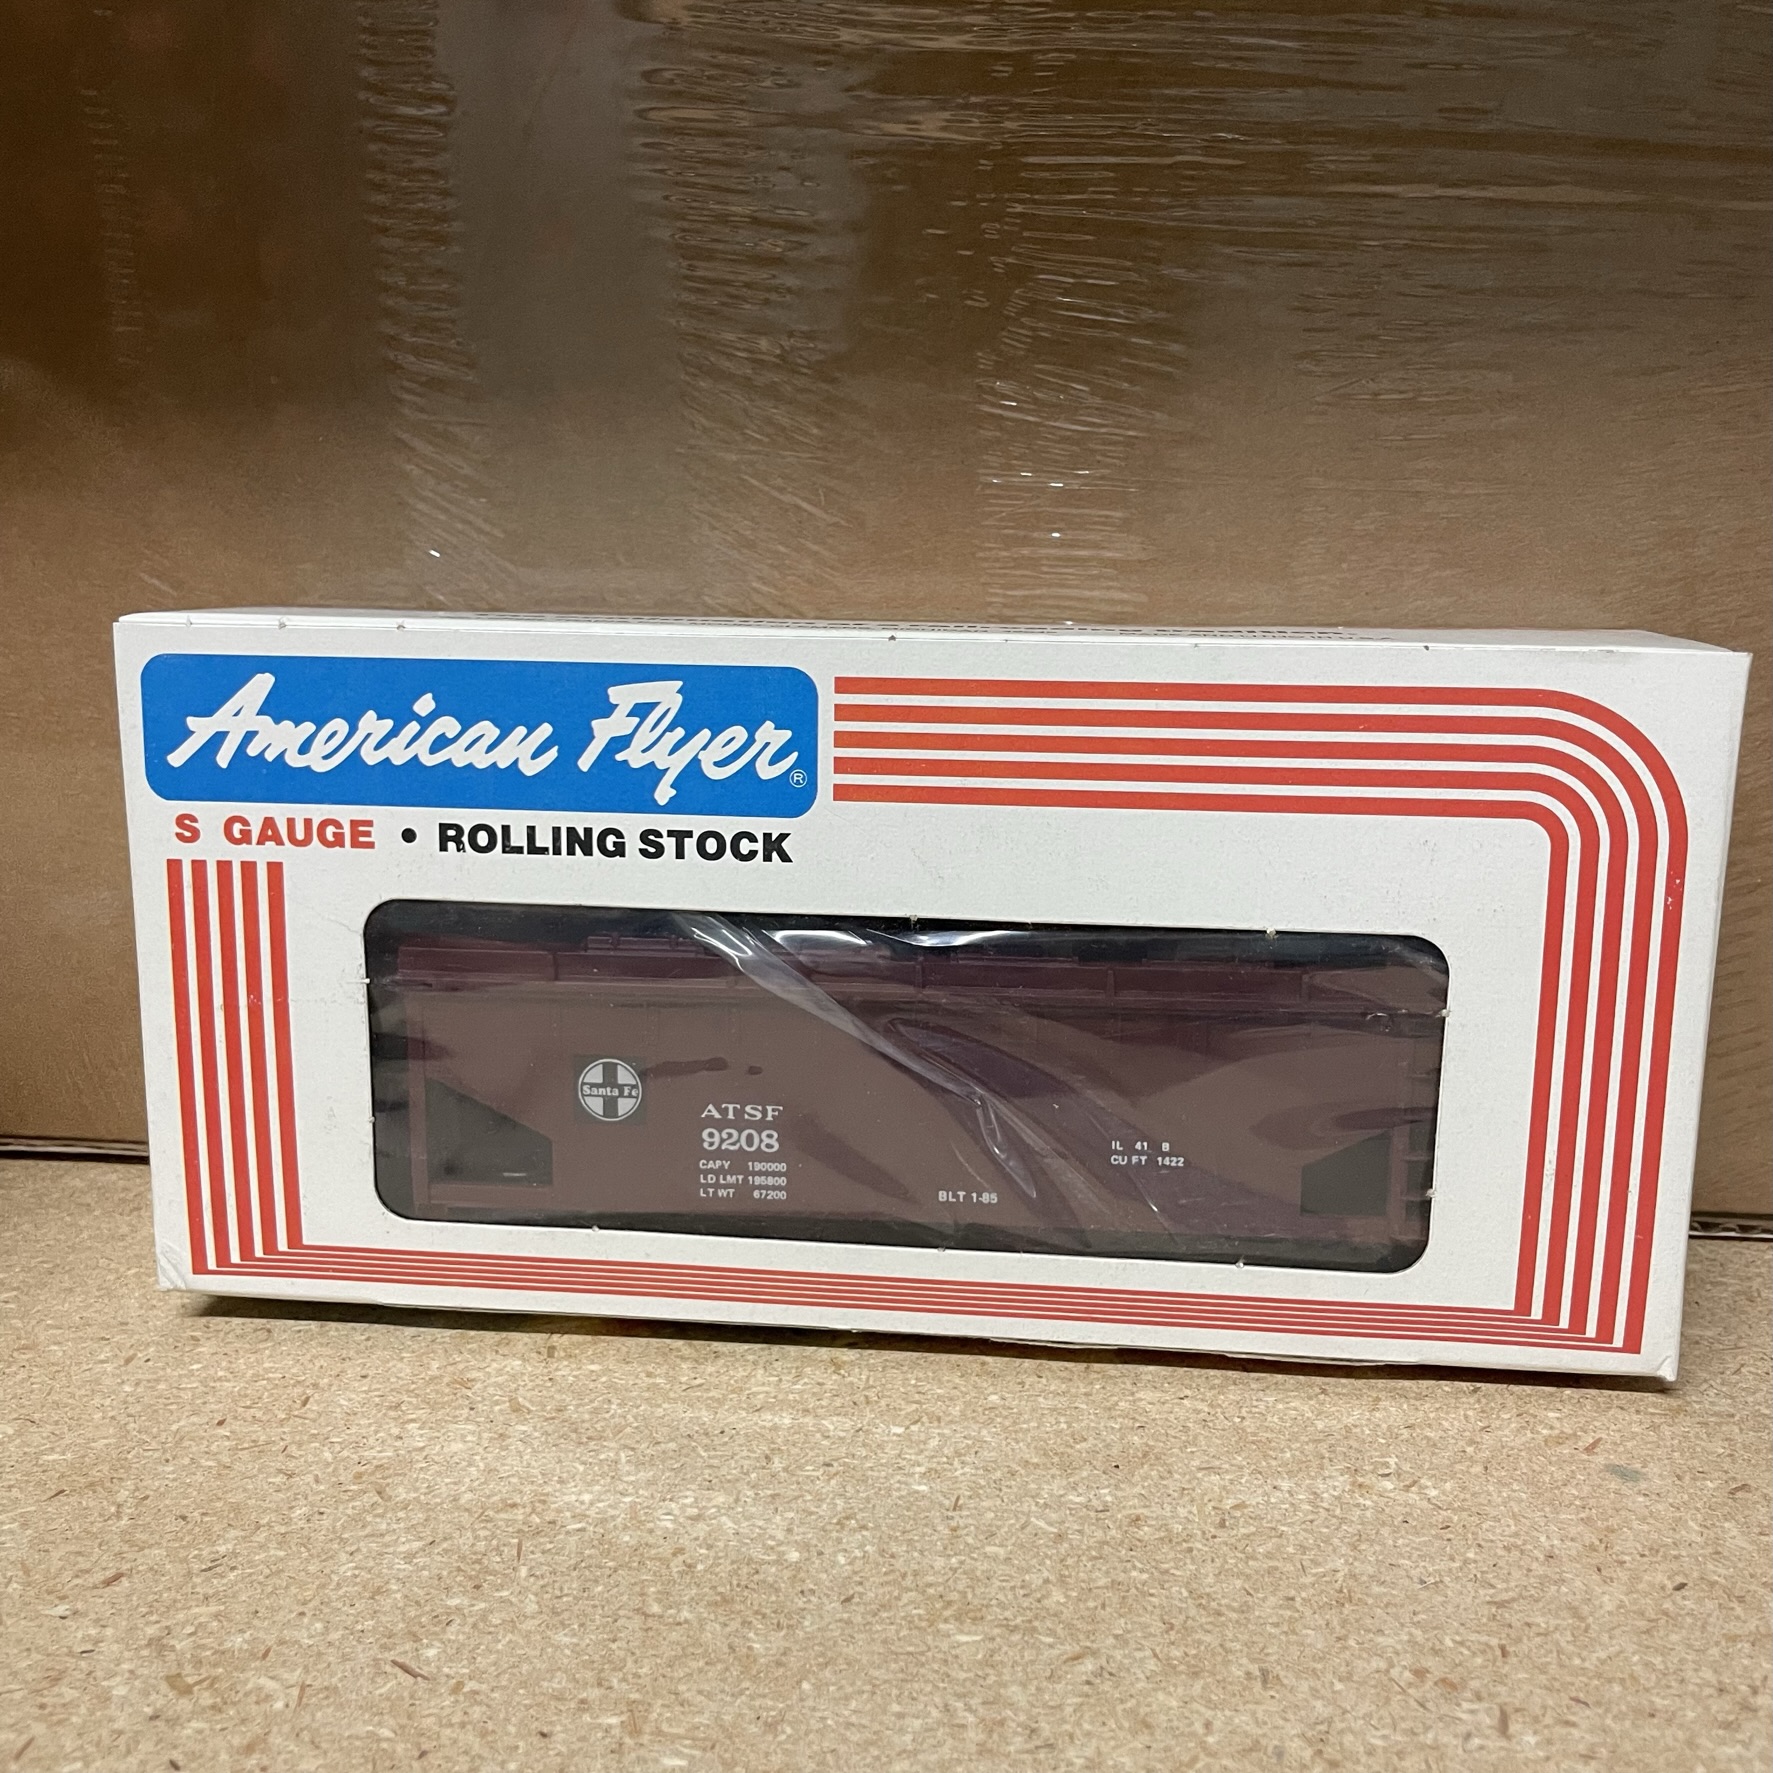 American Flyer®
S GAUGE • ROLLING STOCK
Santa Fe
ATSF
9208
CAPY 190000
LD LMT 195800
LT WT 67200
BLT 1-85
IL 41 8
CU FT 1422